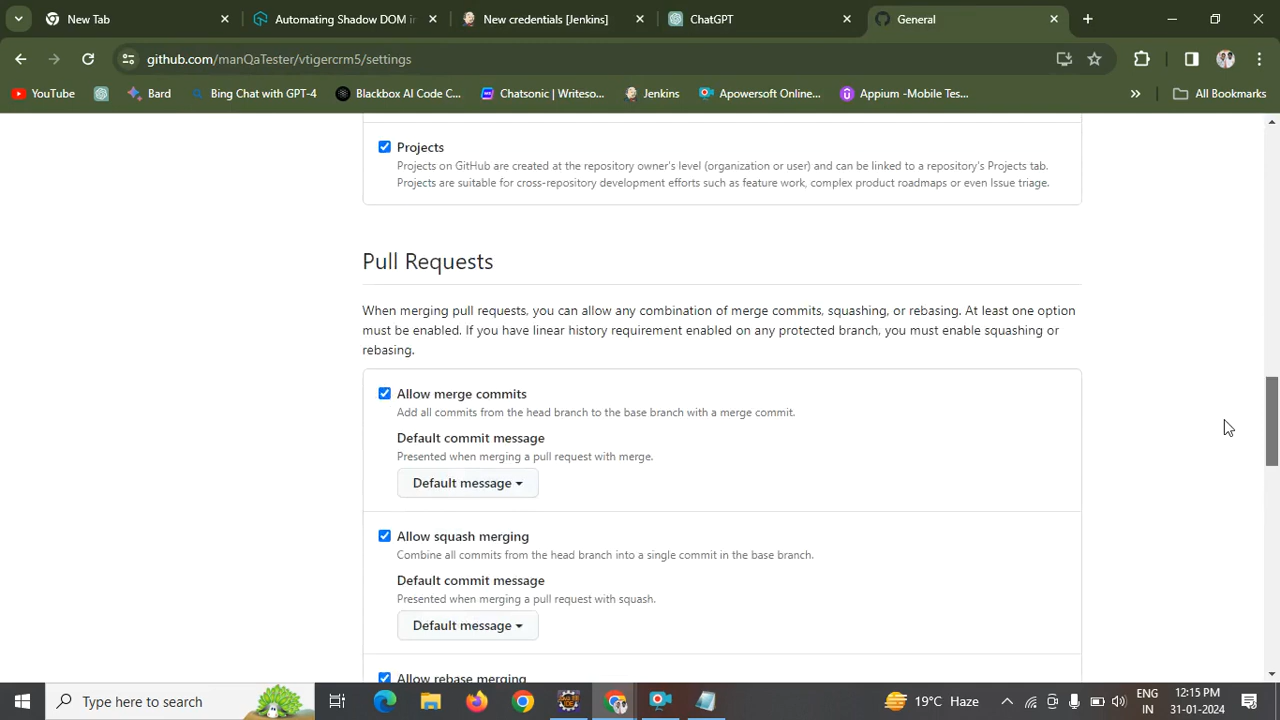 New Tab
Automating Shadow DOM in
New credentials [Jenkins]
ChatGPT
General
github.com/manQaTester/vtigercrm5/settings
YouTube
Bard
Bing Chat with GPT-4
Blackbox AI Code C...
Chatsonic | Writeso...
Jenkins
Apowersoft Online...
Appium -Mobile Tes...
»
All Bookmarks
Projects
Projects on GitHub are created at the repository owner's level (organization or user) and can be linked to a repository's Projects tab.
Projects are suitable for cross-repository development efforts such as feature work, complex product roadmaps or even Issue triage.
Pull Requests
When merging pull requests, you can allow any combination of merge commits, squashing, or rebasing. At least one option
must be enabled. If you have linear history requirement enabled on any protected branch, you must enable squashing or
rebasing.
Allow merge commits
Add all commits from the head branch to the base branch with a merge commit.
Default commit message
Presented when merging a pull request with merge.
Default message
Allow squash merging
Combine all commits from the head branch into a single commit in the base branch.
Default commit message
Presented when merging a pull request with squash.
Default message
Allow rebase merging
Type here to search
19°C Haze
ENG
IN
12:15 PM
31-01-2024